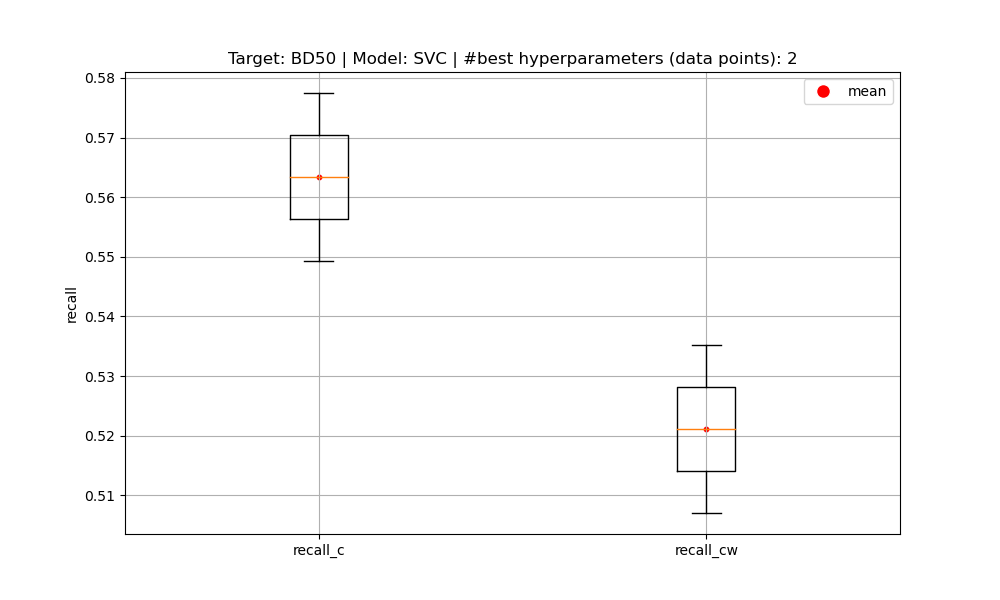 Target: BD50 | Model: SVC | #best hyperparameters (data points): 2
mean
0.58
0.57
0.56
0.55
0.54
0.53
0.52
0.51
recall
recall_c
recall_cw